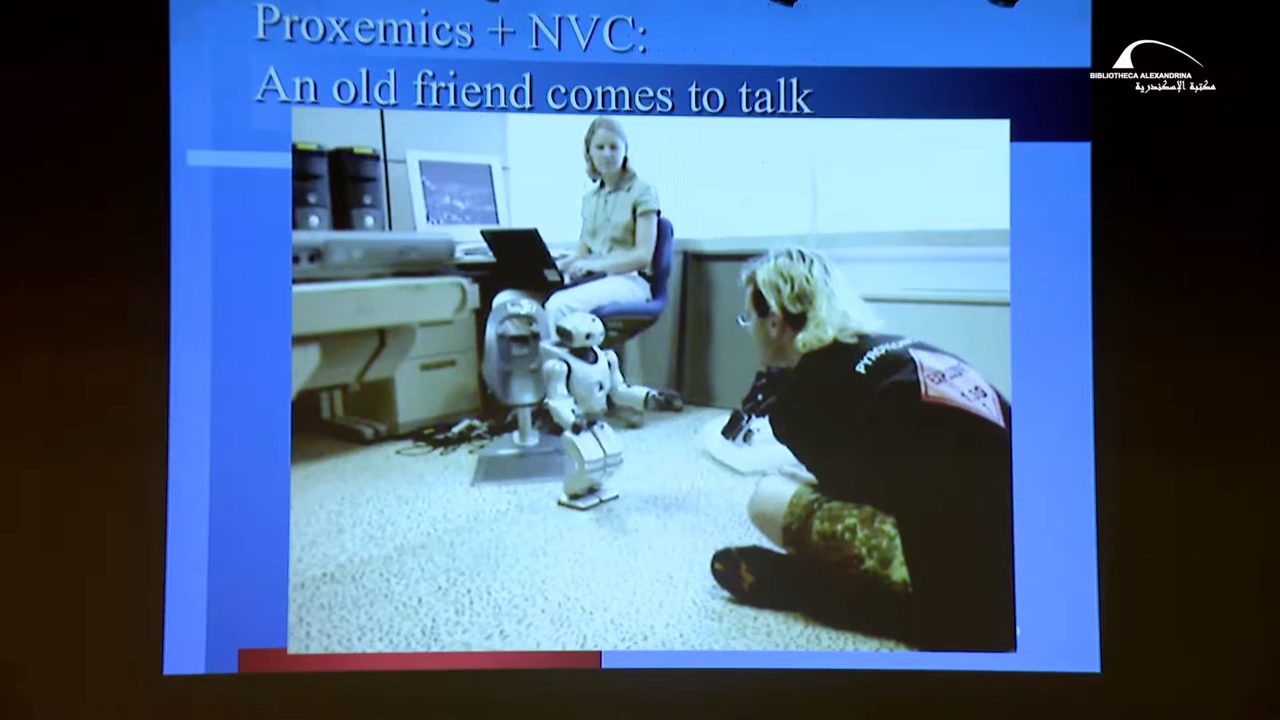 Proxemics + NVC:
An old friend comes to talk
BIBLIOTHECA ALEXANDRINA
مكتبة الإسكندرية